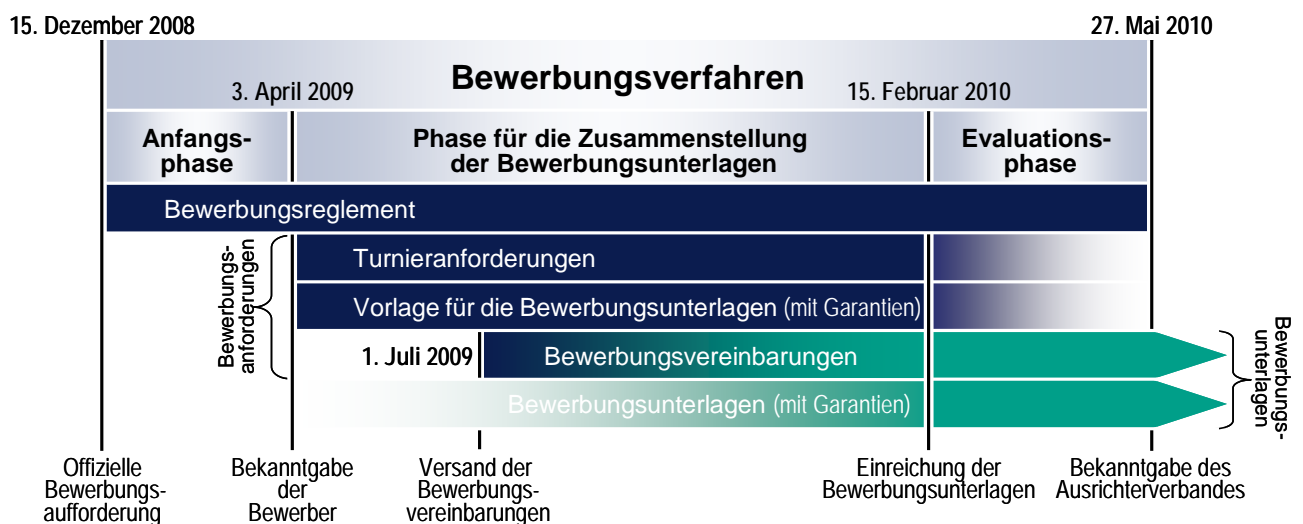 15. Dezember 2008
27. Mai 2010
Bewerbungsverfahren
3. April 2009
15. Februar 2010
Anfangs-
phase
Phase für die Zusammenstellung
der Bewerbungsunterlagen
Evaluations-
phase
Bewerbungsreglement
Bewerbungs-
anforderungen
Turnieranforderungen
Vorlage für die Bewerbungsunterlagen (mit Garantien)
1. Juli 2009
Bewerbungsvereinbarungen
Bewerbungsunterlagen (mit Garantien)
Bewerbungs-
unterlagen
Offizielle
Bewerbungs-
aufforderung
Bekanntgabe
der
Bewerber
Versand der
Bewerbungs-
vereinbarungen
Einreichung der
Bewerbungsunterlagen
Bekanntgabe des
Ausrichterverbandes